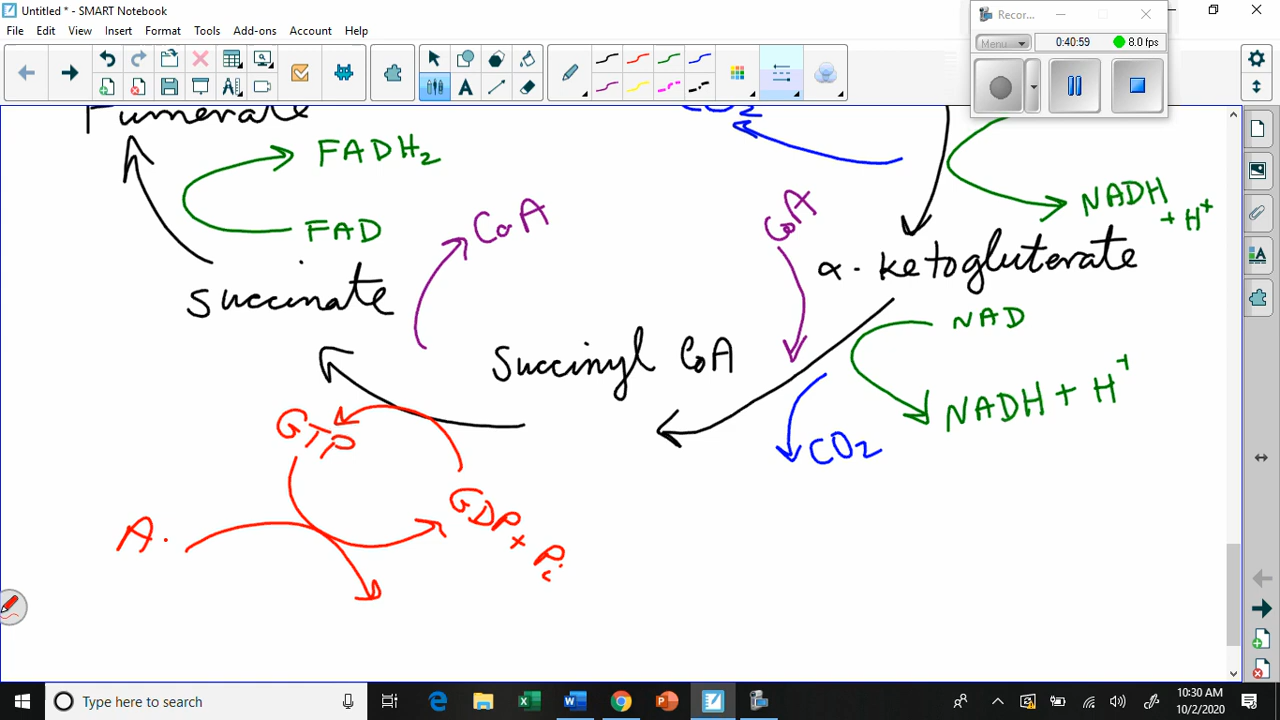 Untitled * - SMART Notebook
File Edit View Insert Format Tools Add-ons Account Help
Recor...
Menu
0:40:59
8.0 fps
Fumerate
CO2
FADH2
FAD
CoA
CoA
NADH
+ H+
α. ketogluterate
succinate
NAD
Succinyl CoA
NADH + H+
GTP
CO2
GDP
+ Pi
A.
Type here to search
10:30 AM
10/2/2020